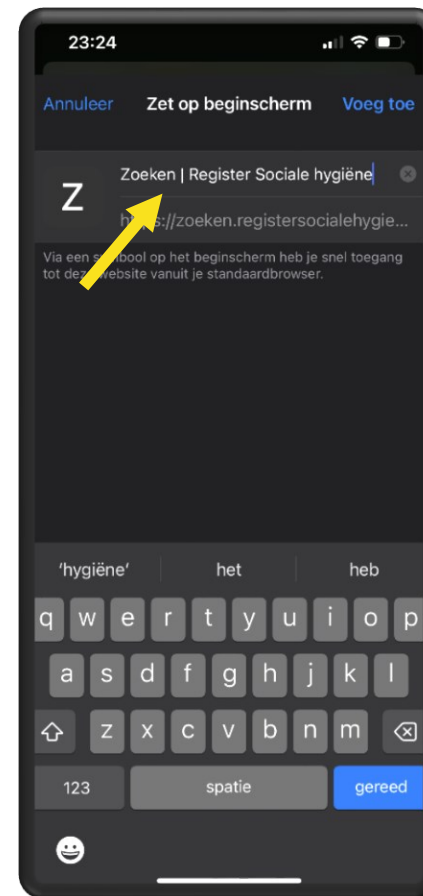 23:24
Annuleer Zet op beginscherm Voeg toe
Z
Zoeken | Register Sociale hygiëne
://zoeken.registersocialehygie...
Via een bool op het beginscherm heb je snel toegang
tot website vanuit je standaardbrowser.
'hygiëne' het heb
q w e r t y u i o p
a s d f g h j k l
z x c v b n m
123 spatie gereed